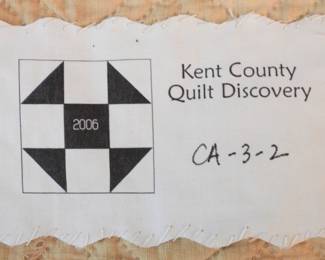 Kent County
Quilt Discovery
2006
CA-3-2